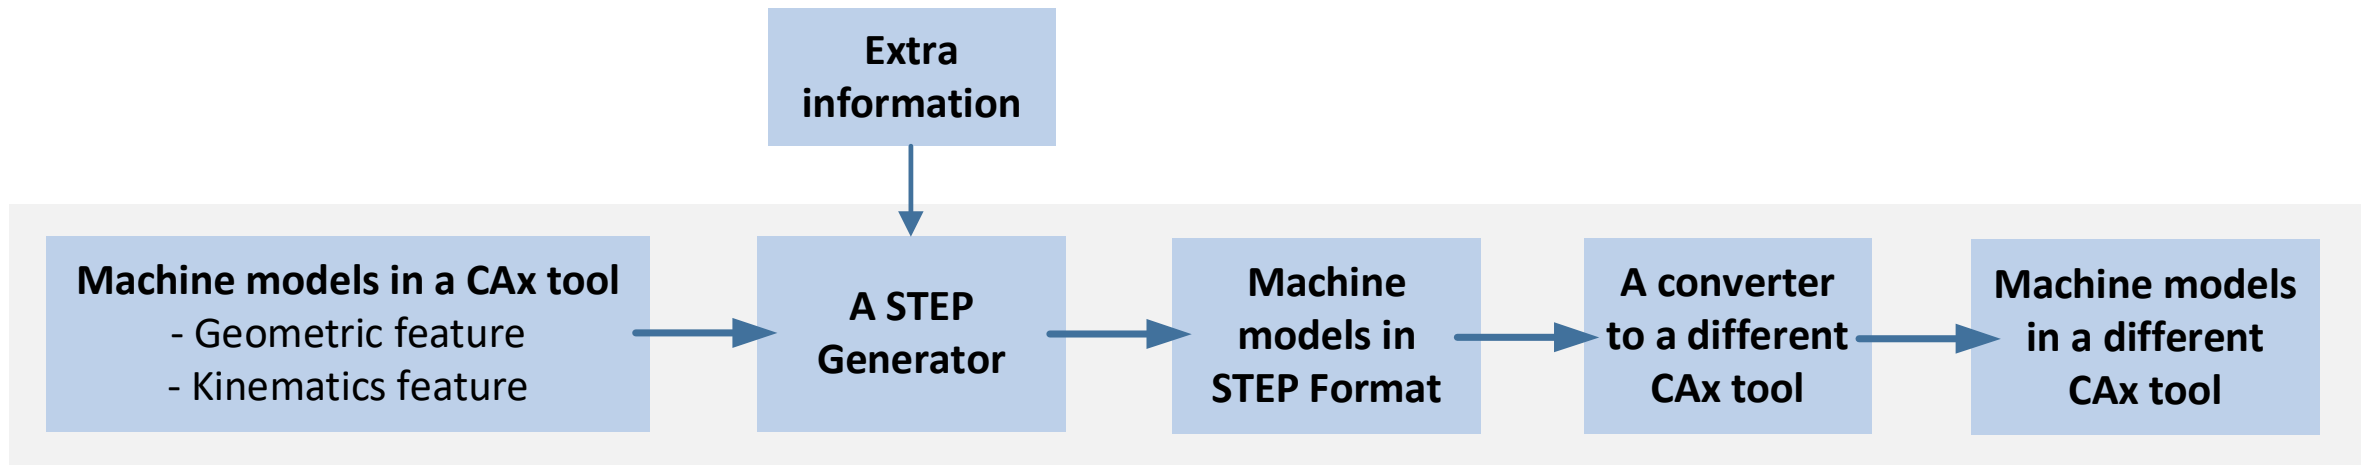 Extra
information
Machine models in a CAx tool
- Geometric feature
- Kinematics feature
A STEP
Generator
Machine
models in
STEP Format
A converter
to a different
CAx tool
Machine models
in a different
CAx tool